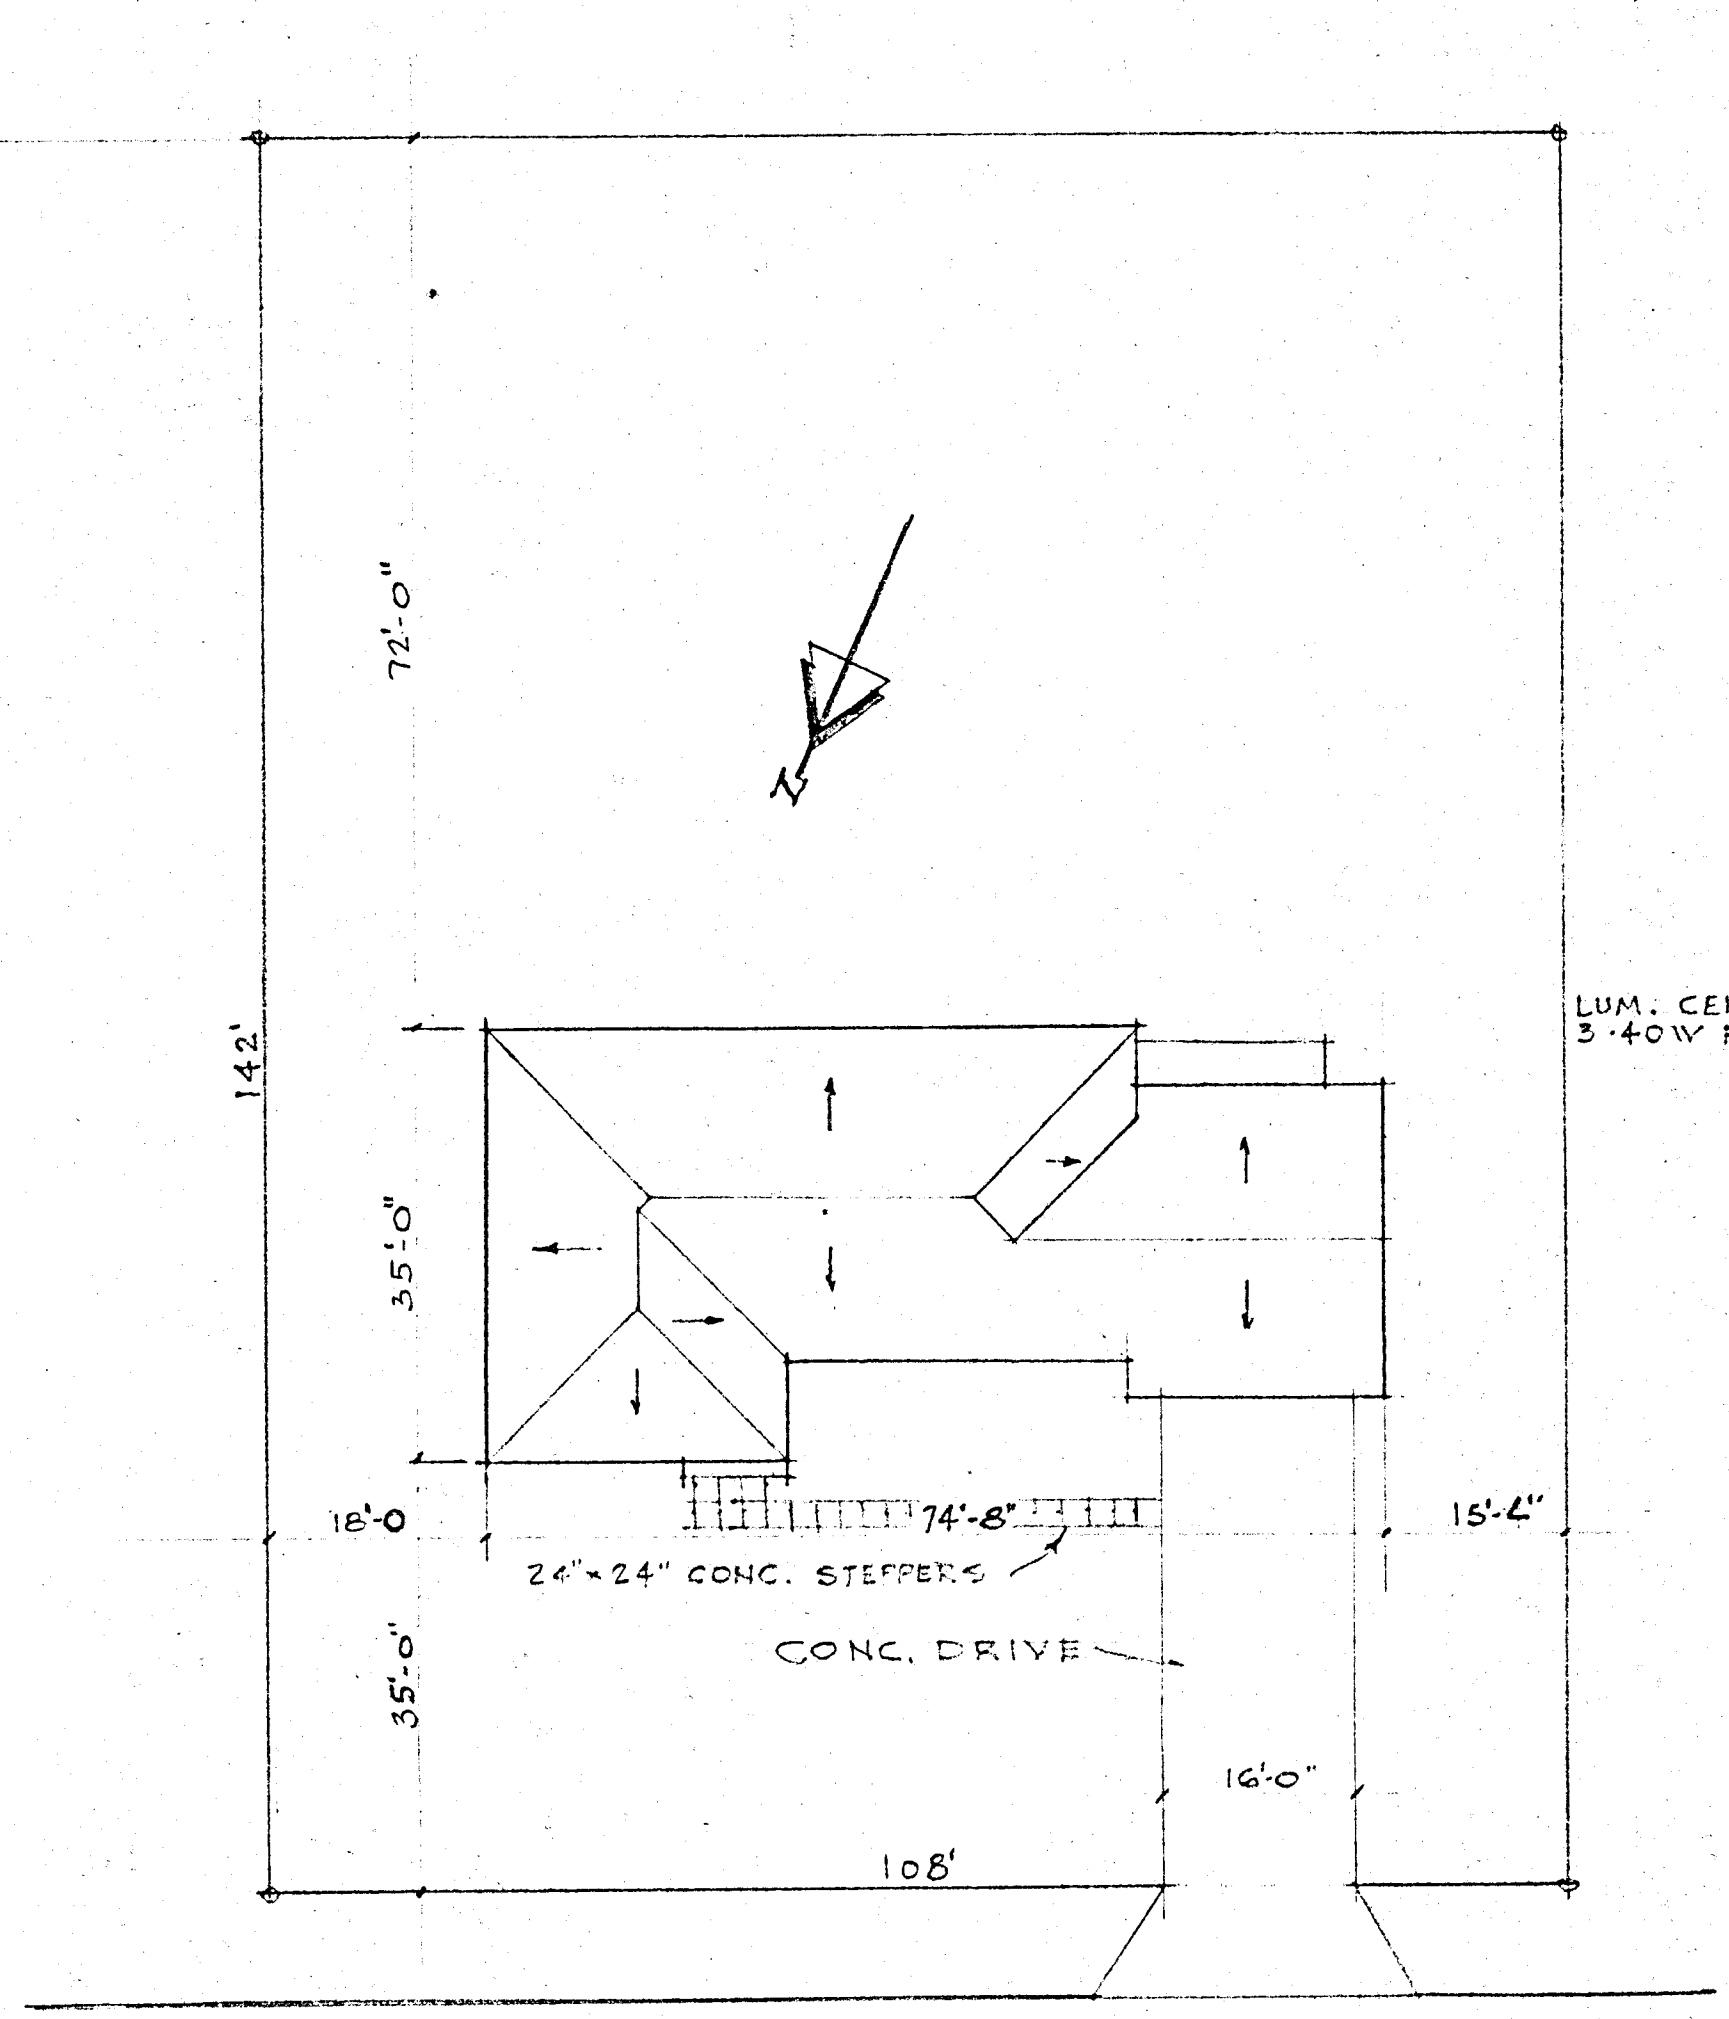 N
72'-0"
LUM. CEI
3-40W
142'
35'-0"
18'-0
74'-8"
15'-4"
24"x24" CONC. STEPPERS
CONC. DRIVE
35'-0"
16'-0"
108'